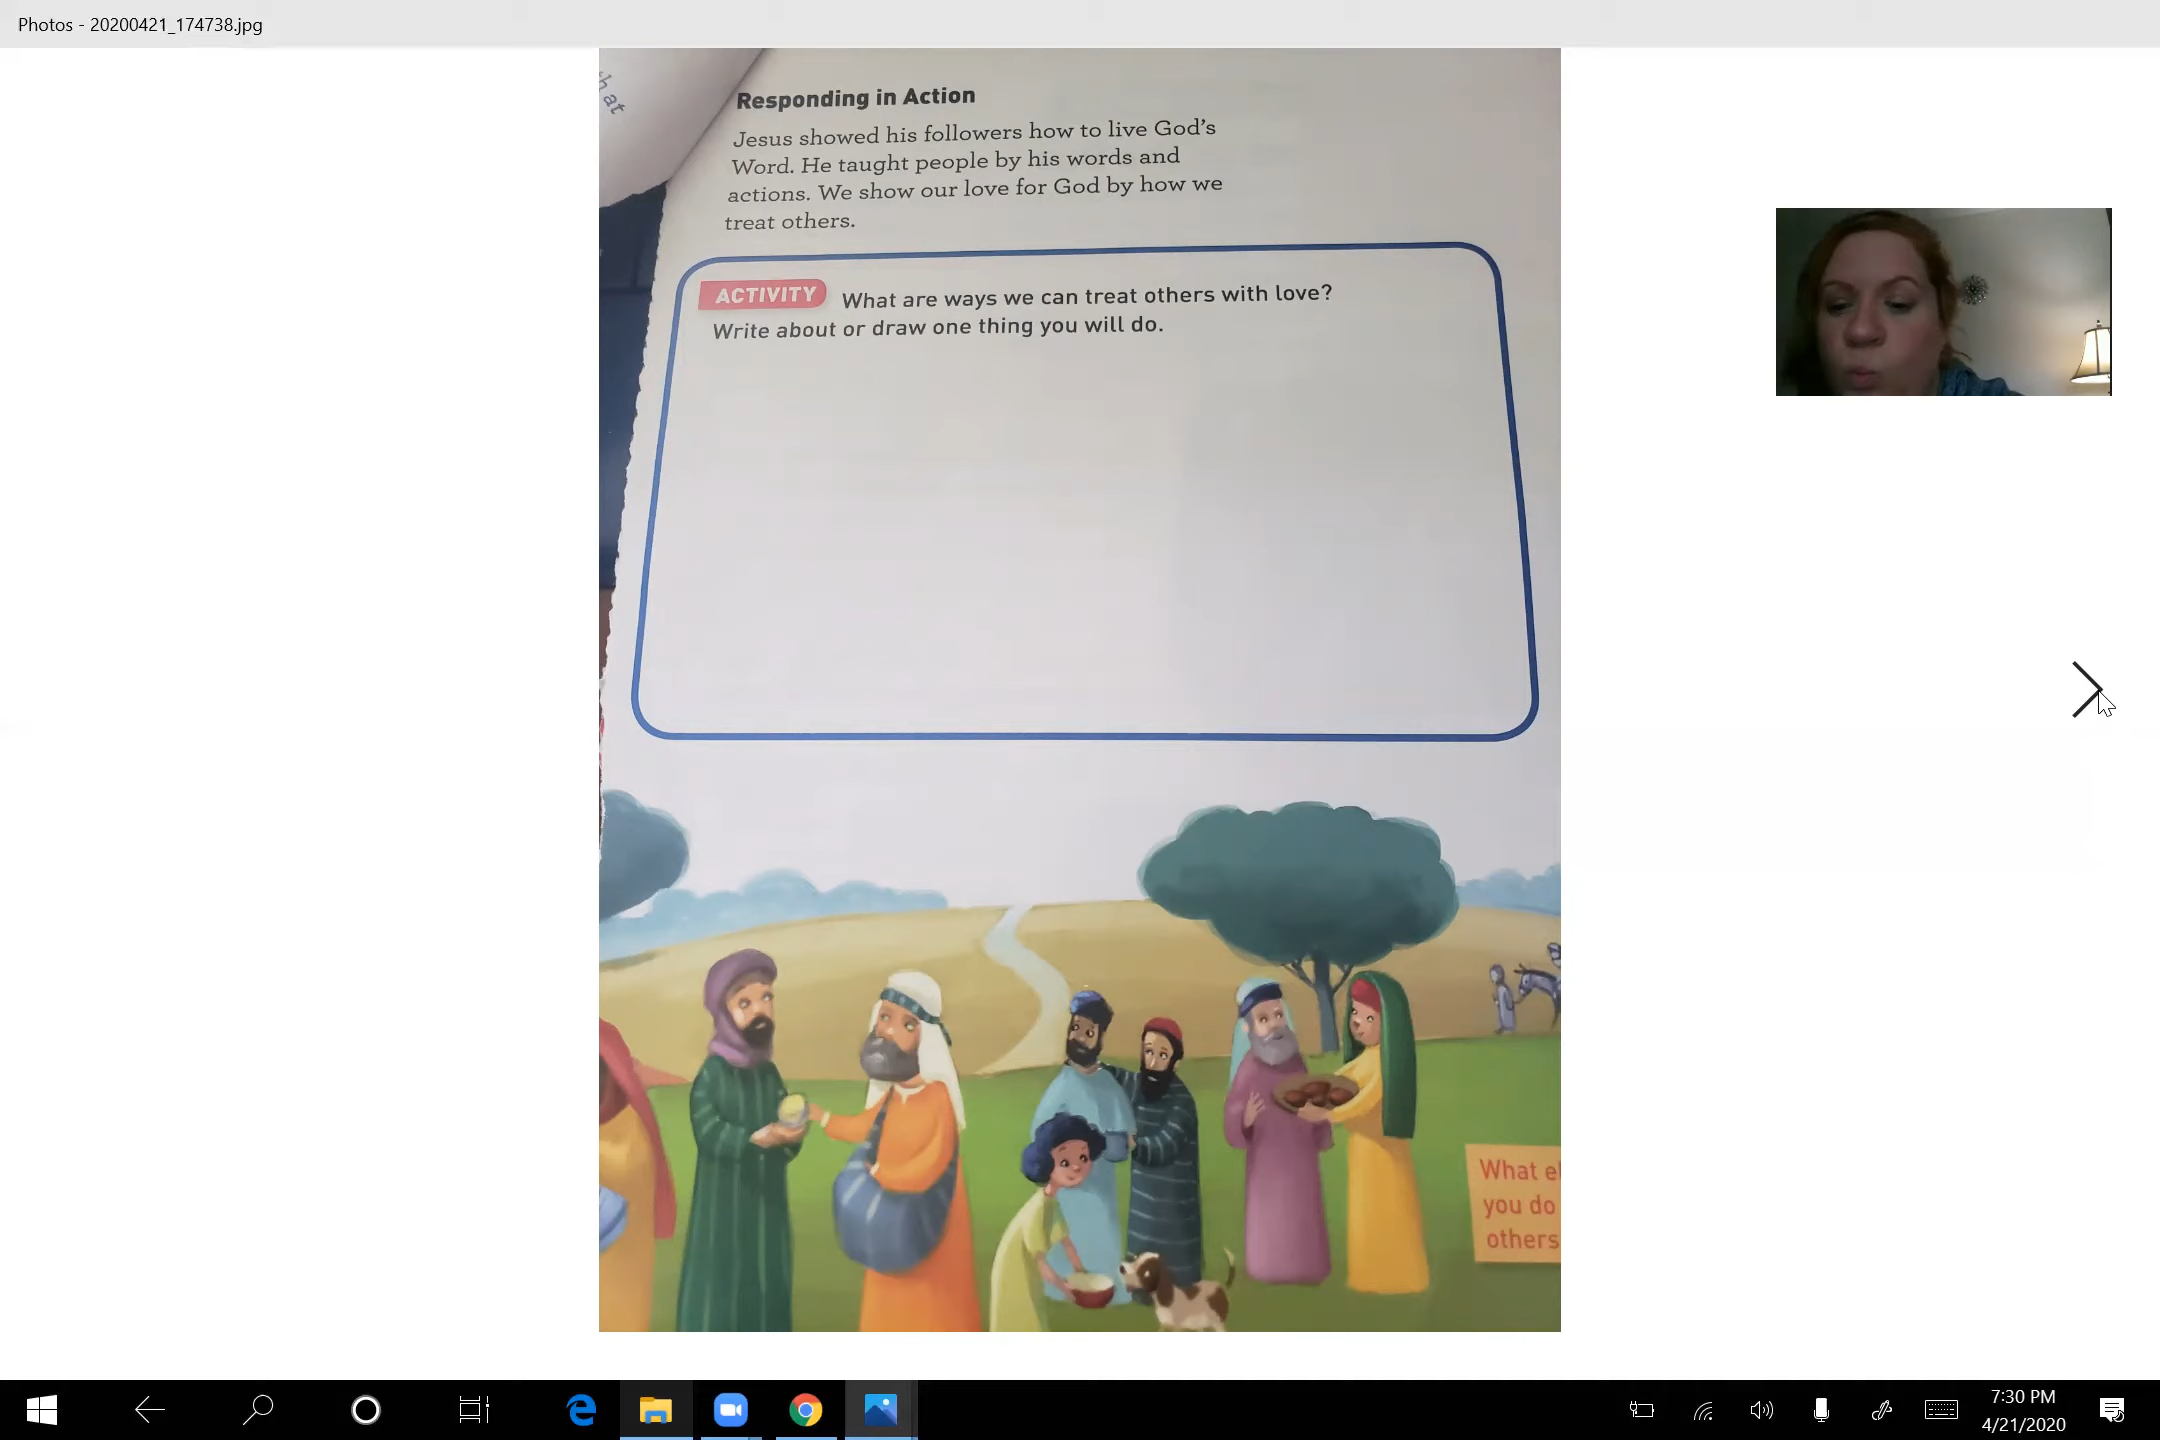 Photos - 20200421_174738.jpg
hat
Responding in Action
Jesus showed his followers how to live God's
Word. He taught people by his words and
actions. We show our love for God by how we
treat others.
ACTIVITY What are ways we can treat others with love?
Write about or draw one thing you will do.
What el
you do
others
7:30 PM
4/21/2020